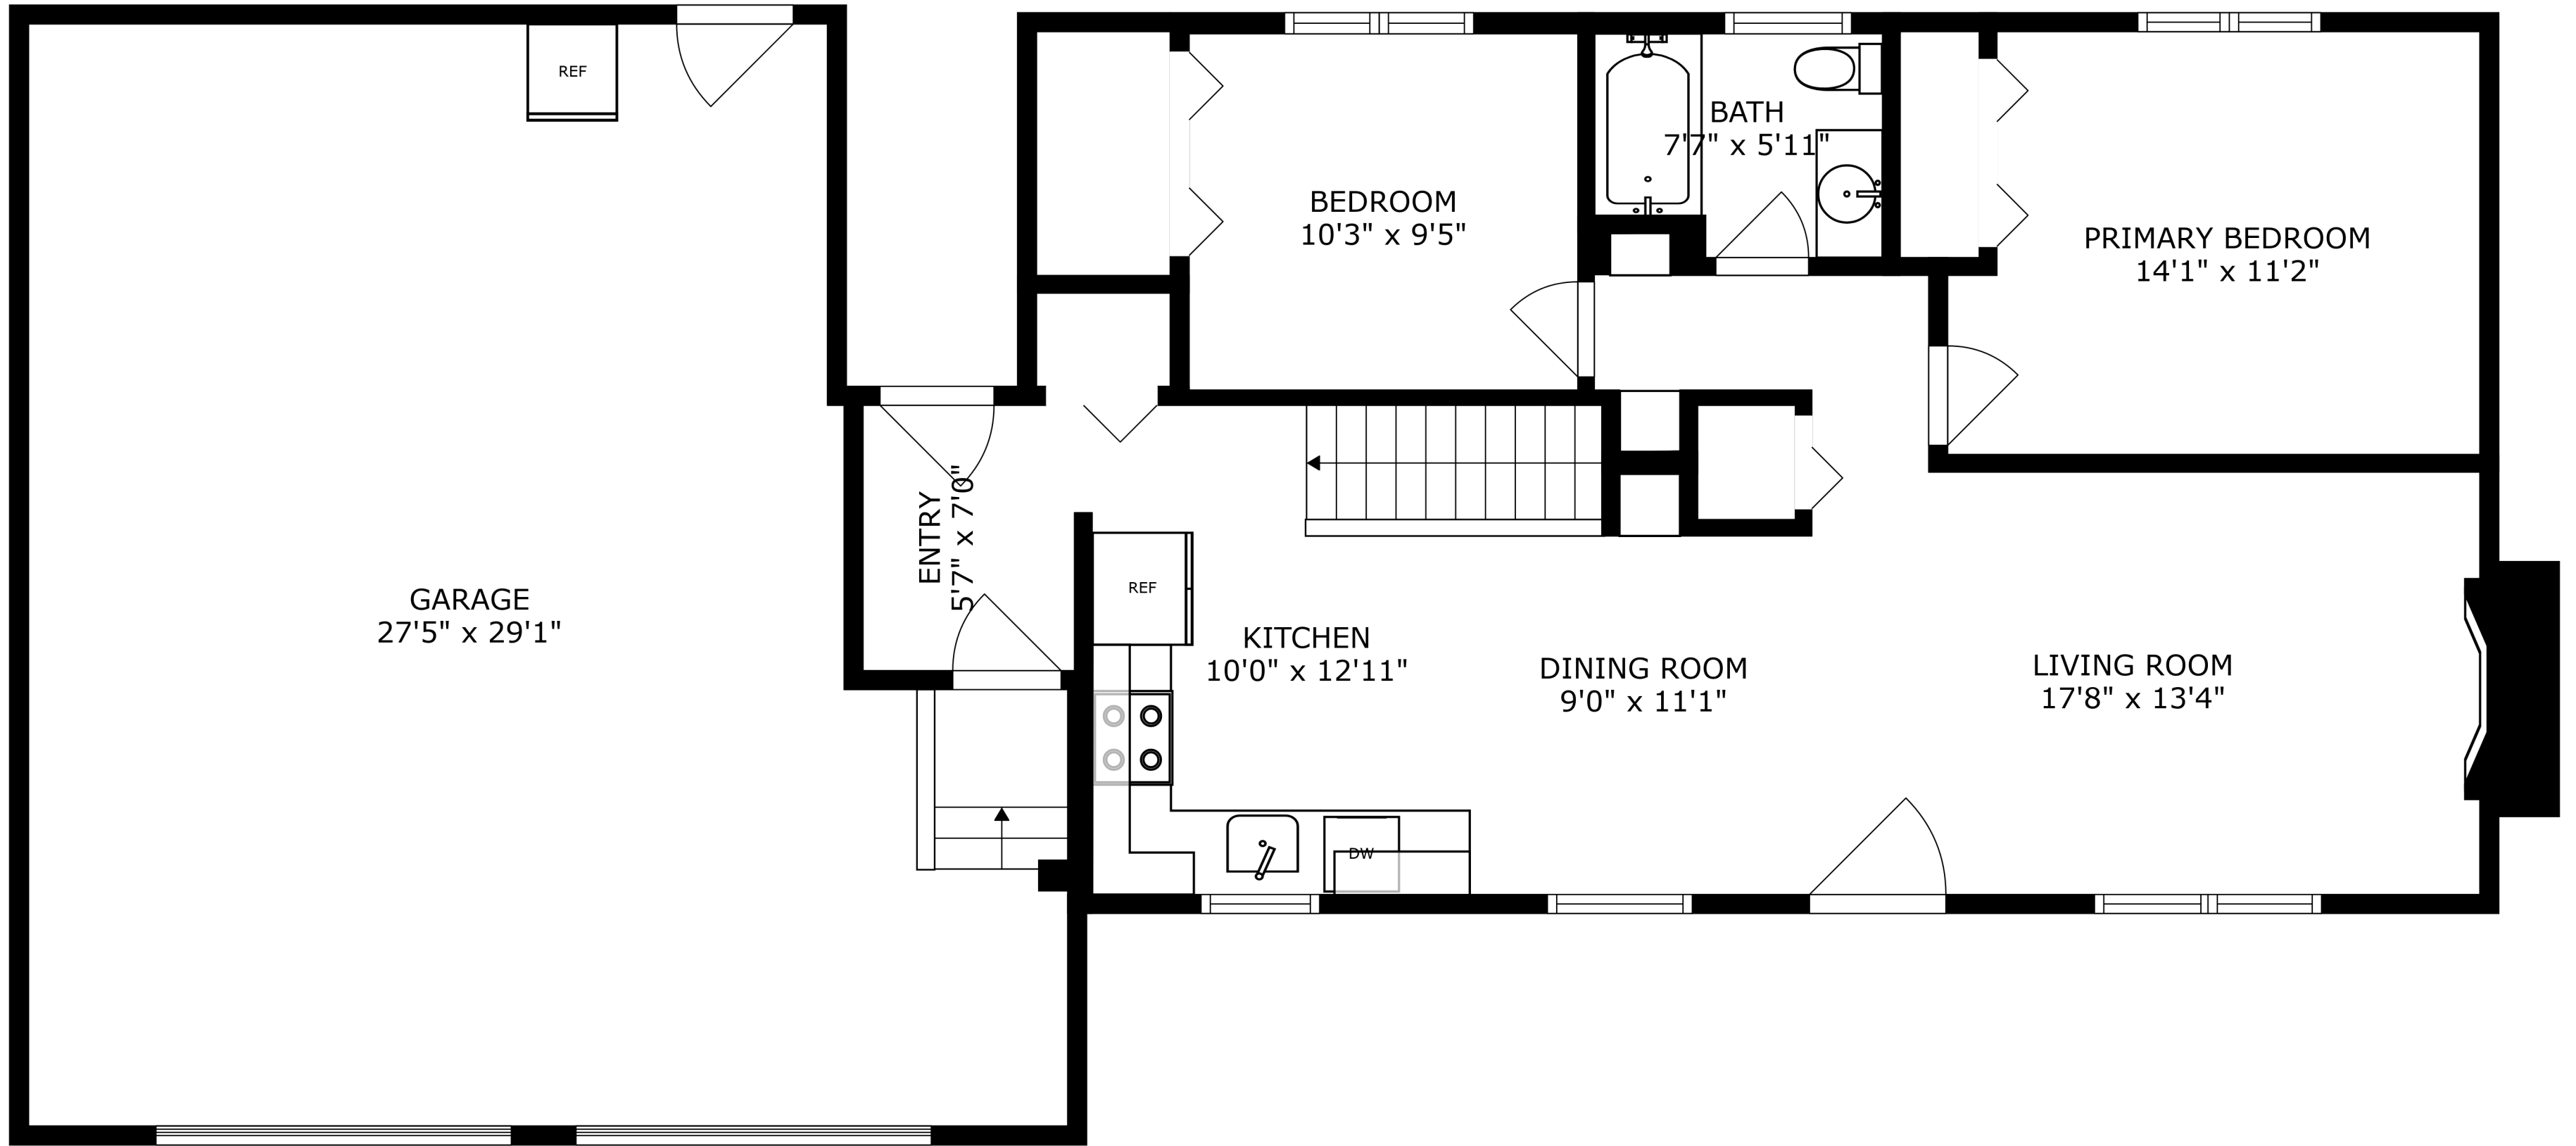 REF
BATH
7'7" x 5'11"
BEDROOM
10'3" x 9'5"
PRIMARY BEDROOM
14'1" x 11'2"
ENTRY
5'7" x 7'0"
GARAGE
27'5" x 29'1"
REF
KITCHEN
10'0" x 12'11"
DINING ROOM
9'0" x 11'1"
LIVING ROOM
17'8" x 13'4"
DW